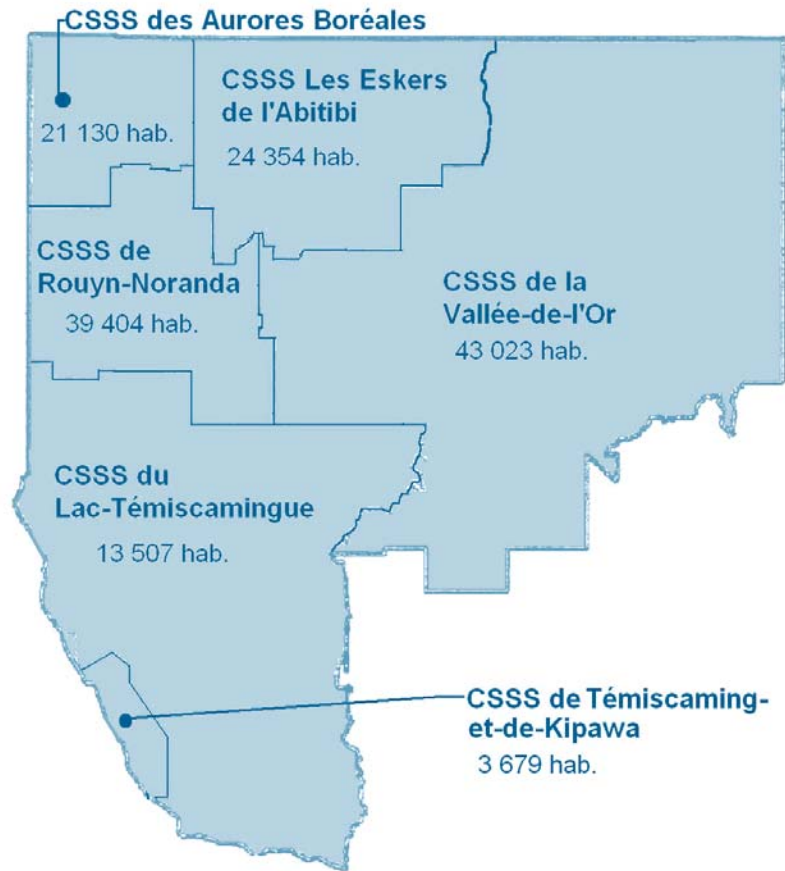 CSSS des Aurores Boréales
21 130 hab.
CSSS Les Eskers
de l'Abitibi
24 354 hab.
CSSS de
Rouyn-Noranda
39 404 hab.
CSSS de la
Vallée-de-l'Or
43 023 hab.
CSSS du
Lac-Témiscamingue
13 507 hab.
CSSS de Témiscaming-
et-de-Kipawa
3 679 hab.